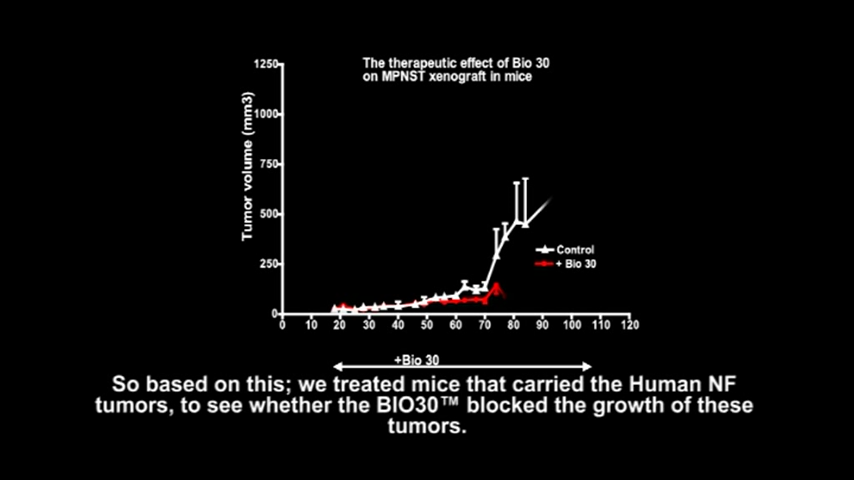 The therapeutic effect of Bio 30
on MPNST xenograft in mice
Tumor volume (mm3)
1250
1000
750
500
250
0
0 10 20 30 40 50 60 70 80 90 100 110 120
Control
+ Bio 30
+Bio 30
So based on this; we treated mice that carried the Human NF
tumors, to see whether the BIO30™ blocked the growth of these
tumors.